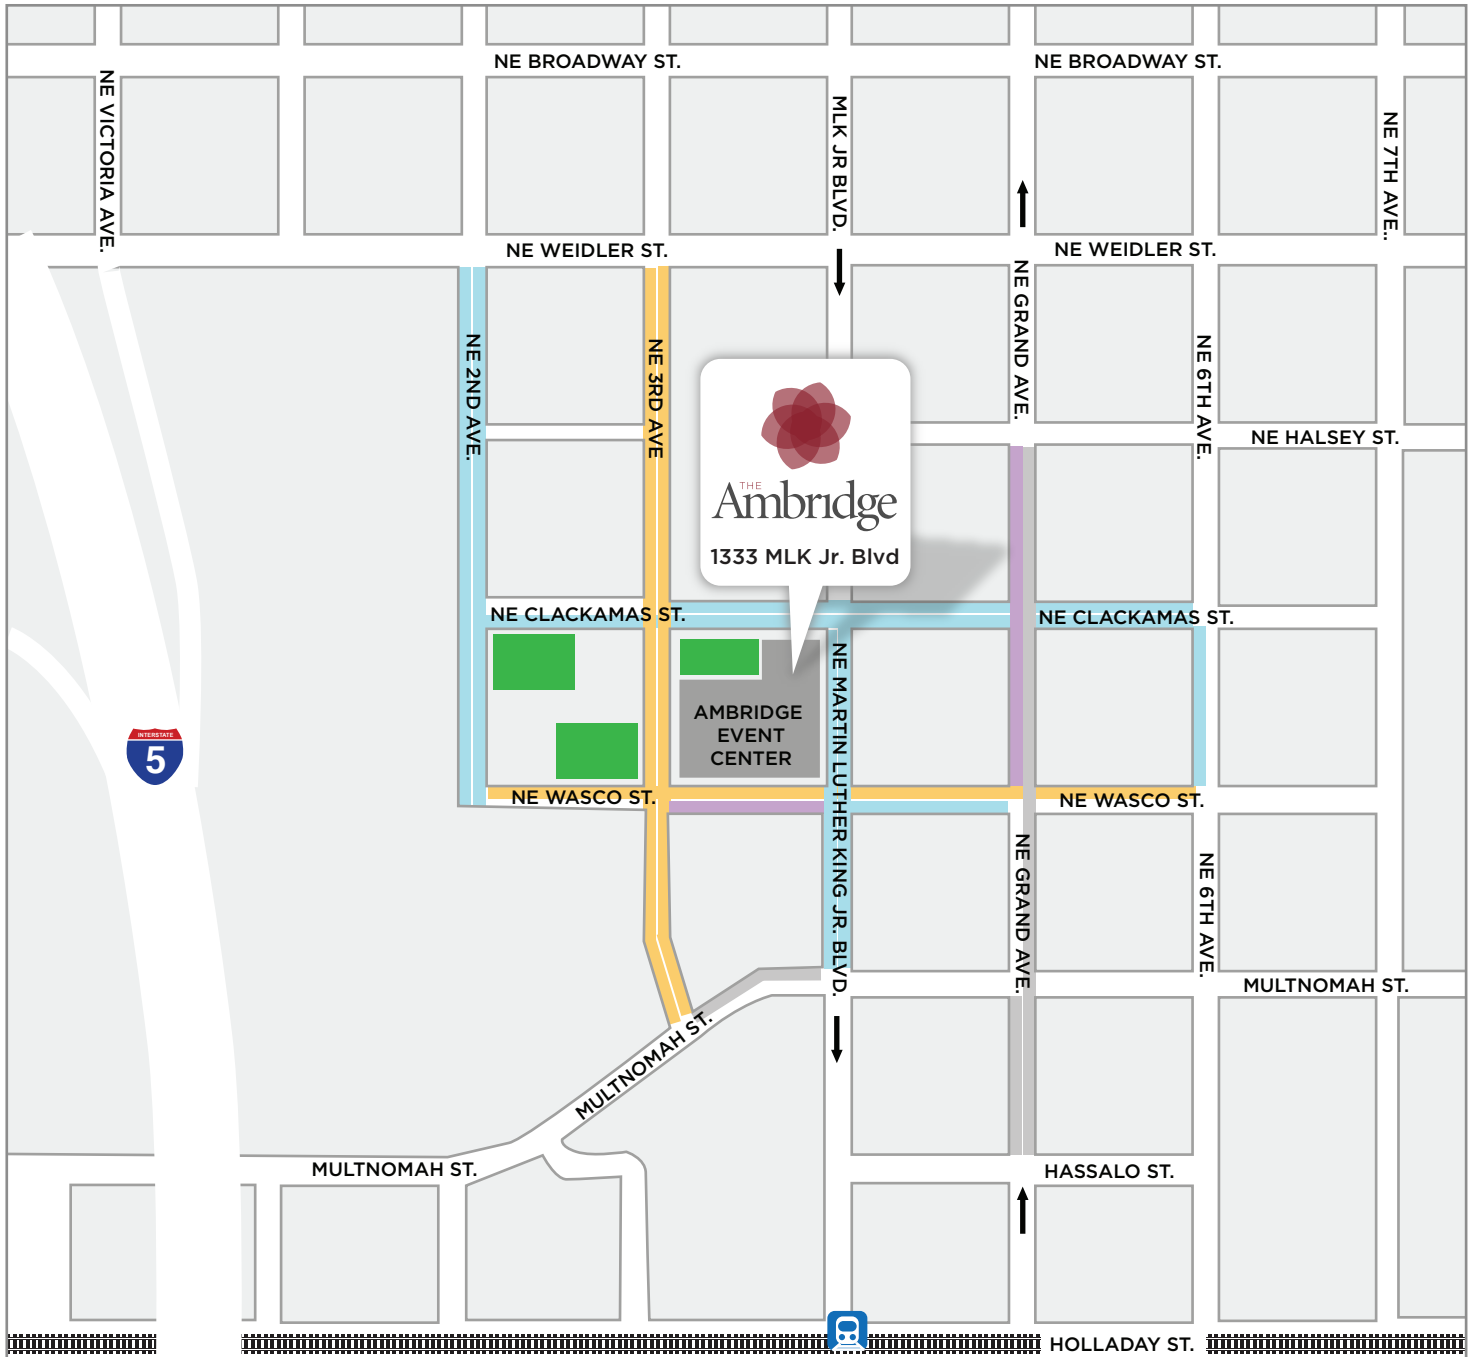 NE BROADWAY ST.
NE BROADWAY ST.
NE VICTORIA AVE.
MLK JR BLVD.
NE 7TH AVE..
NE WEIDLER ST.
NE WEIDLER ST.
NE GRAND AVE.
NE 2ND AVE.
NE 3RD AVE
NE 6TH AVE.
NE HALSEY ST.
THE
Ambridge
1333 MLK Jr. Blvd
NE CLACKAMAS ST.
NE CLACKAMAS ST.
NE MARTIN LUTHER KING JR. BLVD.
AMBRIDGE
EVENT
CENTER
INTERSTATE
5
NE WASCO ST.
NE WASCO ST.
NE GRAND AVE.
NE 6TH AVE.
MULTNOMAH ST.
MULTNOMAH ST.
MULTNOMAH ST.
HASSALO ST.
HOLLADAY ST.